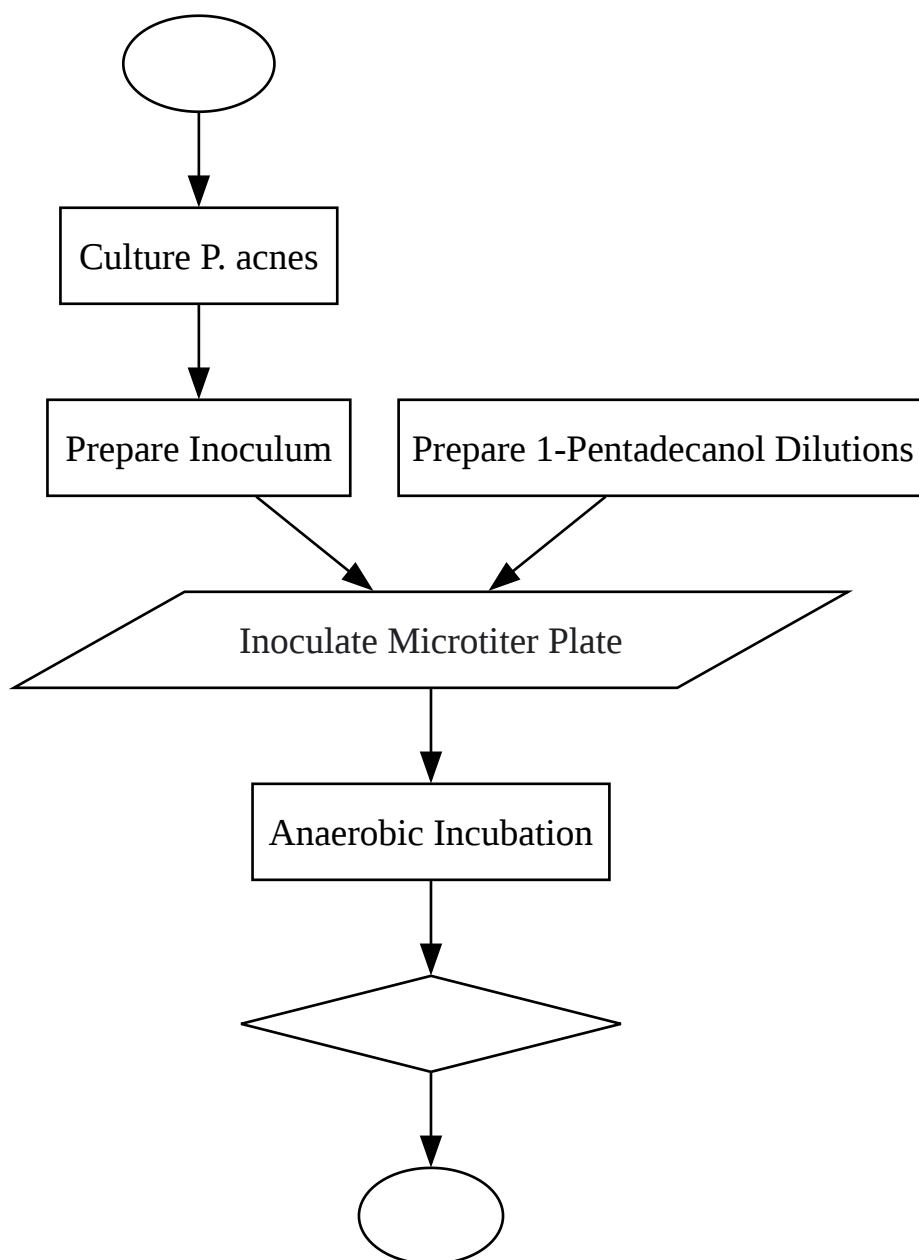 Culture P. acnes
Prepare Inoculum
Prepare 1-Pentadecanol Dilutions
Inoculate Microtiter Plate
Anaerobic Incubation